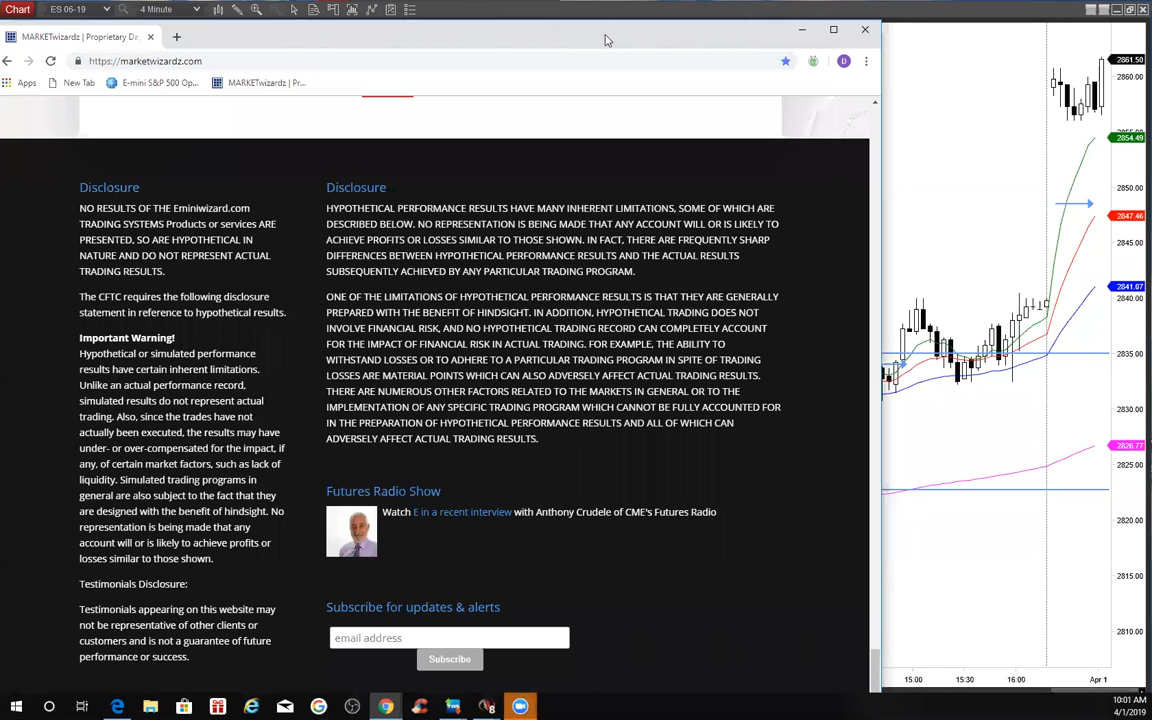 Chart
ES 06-19
4 Minute
MARKETwizardz | Proprietary Da
https://marketwizardz.com
Apps
New Tab
E-mini S&P 500 Op...
MARKETwizardz | Pr...
Disclosure
NO RESULTS OF THE Eminiwizard.com
TRADING SYSTEMS Products or services ARE
PRESENTED, SO ARE HYPOTHETICAL IN
NATURE AND DO NOT REPRESENT ACTUAL
TRADING RESULTS.
The CFTC requires the following disclosure
statement in reference to hypothetical results.
Important Warning!
Hypothetical or simulated performance
results have certain inherent limitations.
Unlike an actual performance record,
simulated results do not represent actual
trading. Also, since the trades have not
actually been executed, the results may have
under- or over-compensated for the impact, if
any, of certain market factors, such as lack of
liquidity. Simulated trading programs in
general are also subject to the fact that they
are designed with the benefit of hindsight. No
representation is being made that any
account will or is likely to achieve profits or
losses similar to those shown.
Testimonials Disclosure:
Testimonials appearing on this website may
not be representative of other clients or
customers and is not a guarantee of future
performance or success.
Disclosure
HYPOTHETICAL PERFORMANCE RESULTS HAVE MANY INHERENT LIMITATIONS, SOME OF WHICH ARE
DESCRIBED BELOW. NO REPRESENTATION IS BEING MADE THAT ANY ACCOUNT WILL OR IS LIKELY TO
ACHIEVE PROFITS OR LOSSES SIMILAR TO THOSE SHOWN. IN FACT, THERE ARE FREQUENTLY SHARP
DIFFERENCES BETWEEN HYPOTHETICAL PERFORMANCE RESULTS AND THE ACTUAL RESULTS
SUBSEQUENTLY ACHIEVED BY ANY PARTICULAR TRADING PROGRAM.
ONE OF THE LIMITATIONS OF HYPOTHETICAL PERFORMANCE RESULTS IS THAT THEY ARE GENERALLY
PREPARED WITH THE BENEFIT OF HINDSIGHT. IN ADDITION, HYPOTHETICAL TRADING DOES NOT
INVOLVE FINANCIAL RISK, AND NO HYPOTHETICAL TRADING RECORD CAN COMPLETELY ACCOUNT
FOR THE IMPACT OF FINANCIAL RISK IN ACTUAL TRADING. FOR EXAMPLE, THE ABILITY TO
WITHSTAND LOSSES OR TO ADHERE TO A PARTICULAR TRADING PROGRAM IN SPITE OF TRADING
LOSSES ARE MATERIAL POINTS WHICH CAN ALSO ADVERSELY AFFECT ACTUAL TRADING RESULTS.
THERE ARE NUMEROUS OTHER FACTORS RELATED TO THE MARKETS IN GENERAL OR TO THE
IMPLEMENTATION OF ANY SPECIFIC TRADING PROGRAM WHICH CANNOT BE FULLY ACCOUNTED FOR
IN THE PREPARATION OF HYPOTHETICAL PERFORMANCE RESULTS AND ALL OF WHICH CAN
ADVERSELY AFFECT ACTUAL TRADING RESULTS.
Futures Radio Show
Watch E in a recent interview with Anthony Crudele of CME's Futures Radio
Subscribe for updates & alerts
email address
Subscribe
2861.50
2860.00
2854.49
2850.00
2847.46
2845.00
2841.07
2840.00
2835.00
2830.00
2826.77
2825.00
2820.00
2815.00
2810.00
15:00
15:30
16:00
Apr 1
10:01 AM
4/1/2019